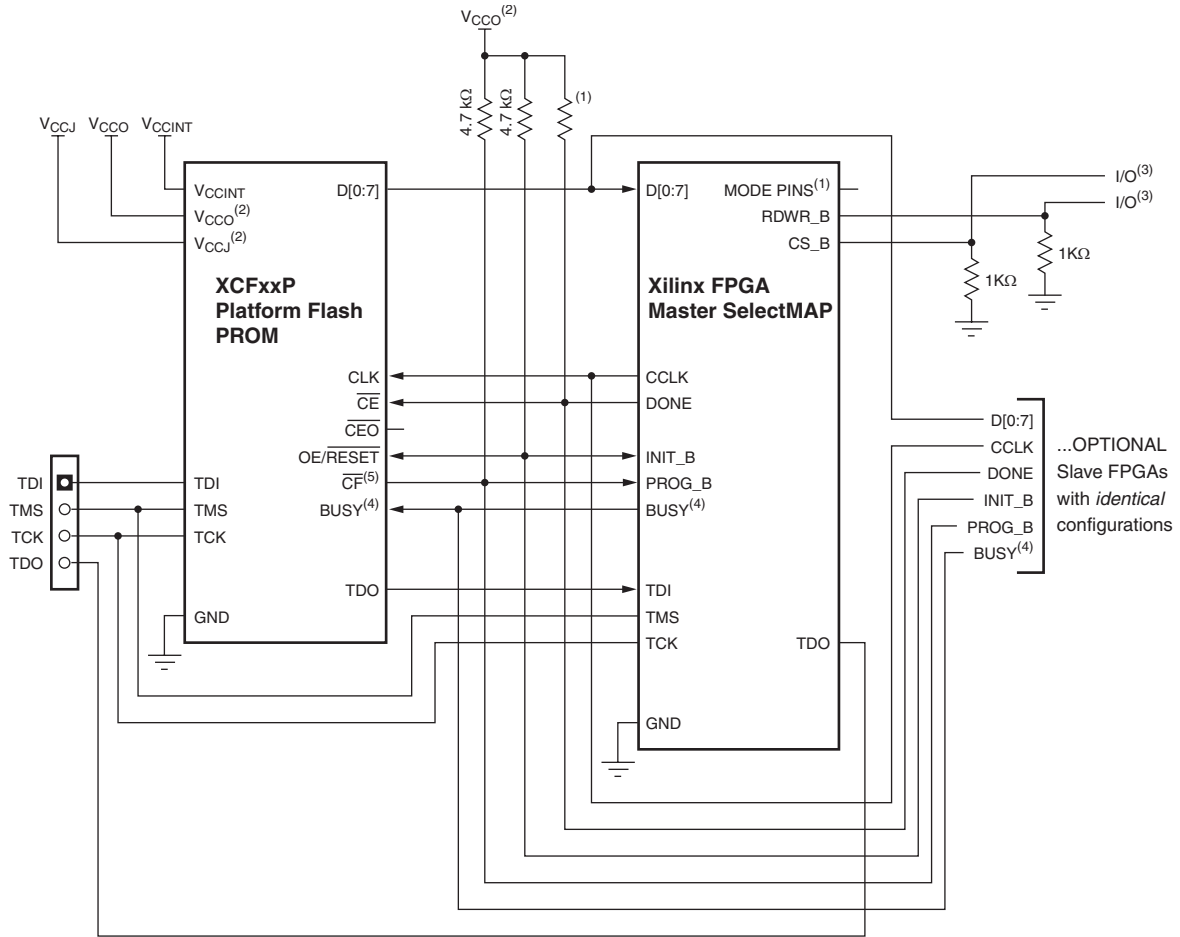 VCCO(2)
4.7 kΩ
4.7 kΩ
(1)
VCCJ VCCO VCCINT
VCCINT
VCCO(2)
VCCJ(2)
D[0:7]
XCFxxP
Platform Flash
PROM
CLK
CE
CEO
OE/RESET
CF(5)
BUSY(4)
TDI
TMS
TCK
TDO
GND
TDI
TMS
TCK
TDO
D[0:7]
MODE PINS(1)
RDWR_B
CS_B
Xilinx FPGA
Master SelectMAP
CCLK
DONE
INIT_B
PROG_B
BUSY(4)
TDI
TMS
TCK
TDO
GND
I/O(3)
I/O(3)
1KΩ
1KΩ
D[0:7]
CCLK
DONE
INIT_B
PROG_B
BUSY(4)
...OPTIONAL
Slave FPGAs
with identical
configurations